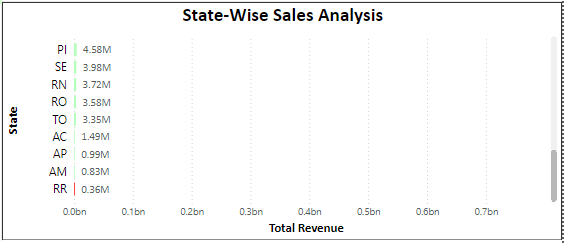 State-Wise Sales Analysis
PI 4.58M
SE 3.98M
RN 3.72M
RO 3.58M
TO 3.35M
AC 1.49M
AP 0.99M
AM 0.83M
RR 0.36M
State
0.0bn 0.1bn 0.2bn 0.3bn 0.4bn 0.5bn 0.6bn 0.7bn
Total Revenue